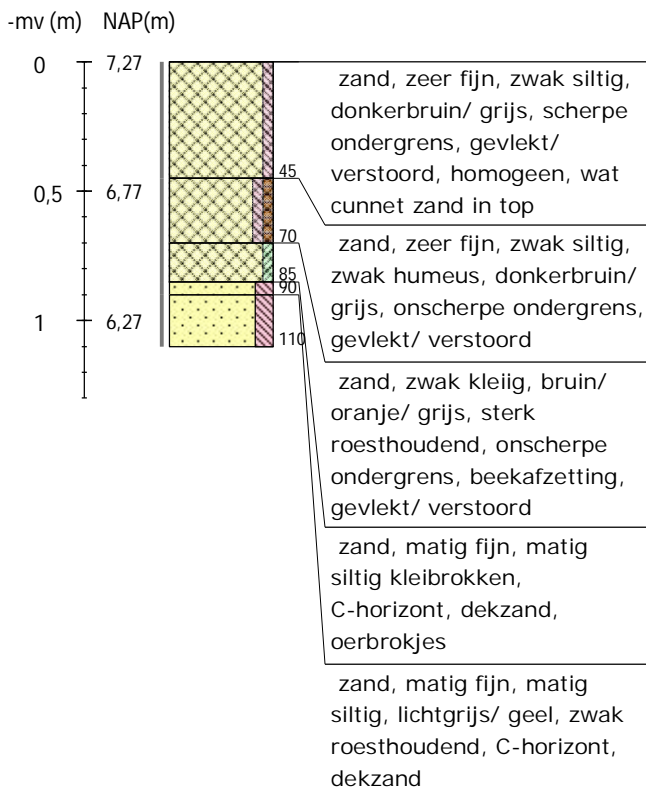 -mv (m) NAP(m)
0 7,27
0,5 6,77
1 6,27
45
70
85
90
110
zand, zeer fijn, zwak siltig,
donkerbruin/ grijs, scherpe
ondergrens, gevlekt/
verstoord, homogeen, wat
cunnet zand in top
zand, zeer fijn, zwak siltig,
zwak humeus, donkerbruin/
grijs, onscherpe ondergrens,
gevlekt/ verstoord
zand, zwak kleiig, bruin/
oranje/ grijs, sterk
roesthoudend, onscherpe
ondergrens, beekafzetting,
gevlekt/ verstoord
zand, matig fijn, matig
siltig kleibrokken,
C-horizont, dekzand,
oerbrokjes
zand, matig fijn, matig
siltig, lichtgrijs/ geel, zwak
roesthoudend, C-horizont,
dekzand